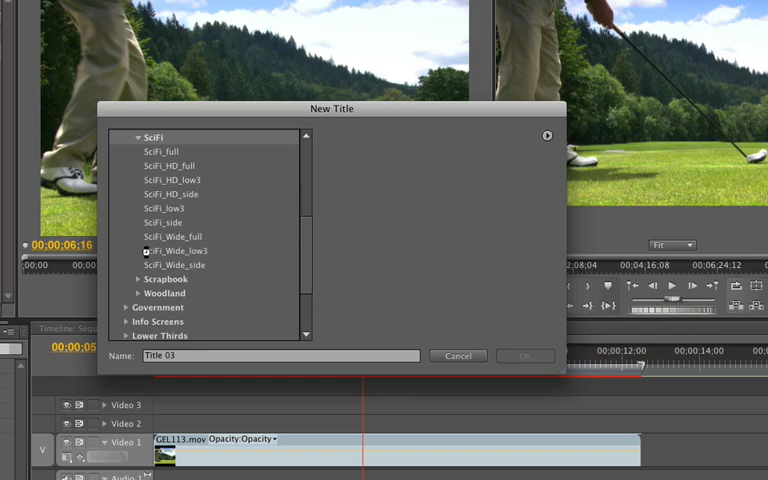 New Title
SciFi
SciFi_full
SciFi_HD_full
SciFi_HD_low3
SciFi_HD_side
SciFi_low3
SciFi_side
SciFi_Wide_full
ciFi_Wide_low3
SciFi_Wide_side
Scrapbook
Woodland
Government
Info Screens
Lower Thirds
Name: Title 03
Cancel OK
00;00;06;16
Fit
;00;00
2;08;04 00;04;16;08 00;06;24;12
Timeline: Sequ
00;00;05
00;00;12;00 00;00;14;00
Video 3
Video 2
V Video 1
GEL113.mov Opacity:Opacity
Audio 1